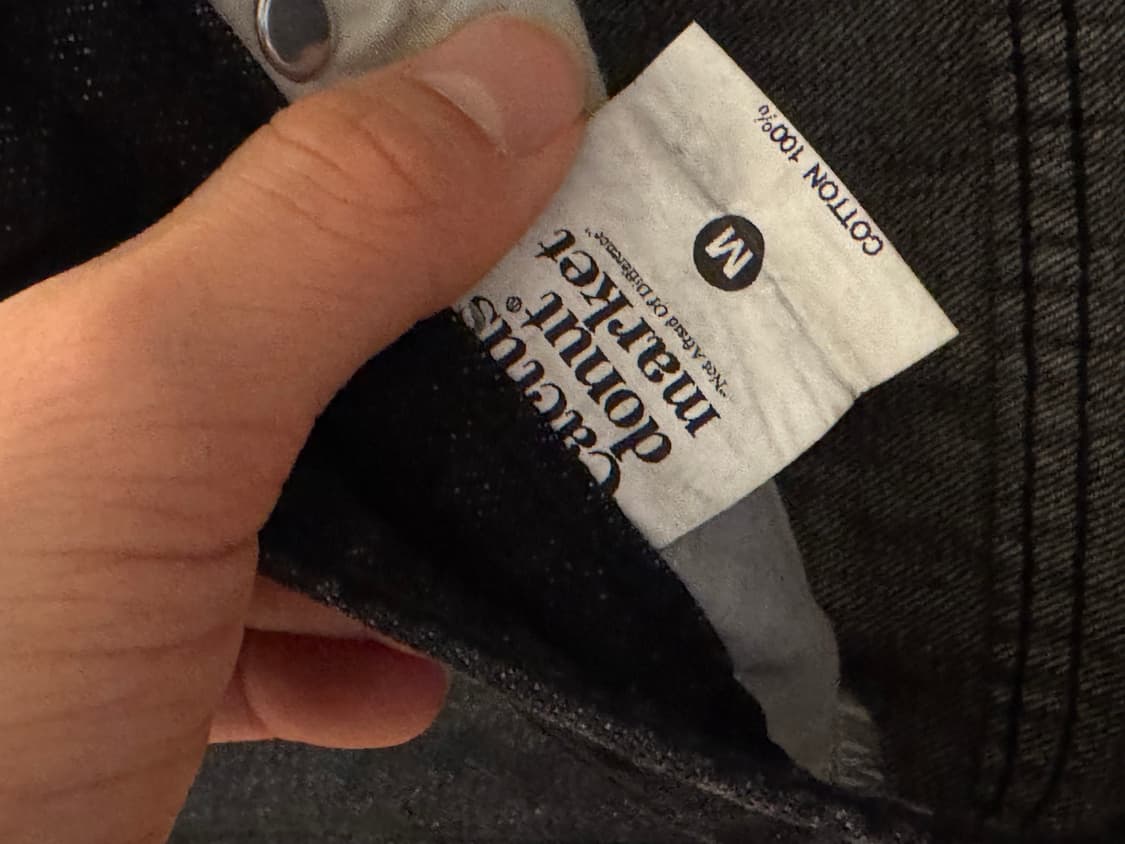 Cactus
donut®
market
"Not Afraid Of Difference"
M
COTTON 100%